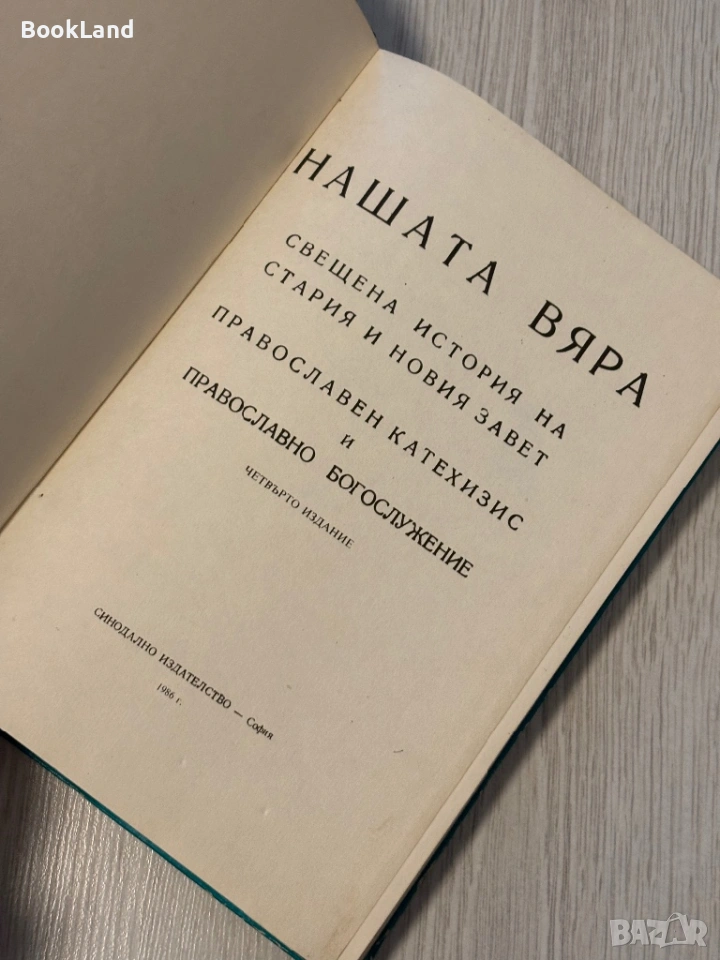 BookLand
НАШАТА ВЯРА
СВЕЩЕНА ИСТОРИЯ НА
СТАРИЯ И НОВИЯ ЗАВЕТ
ПРАВОСЛАВЕН КАТЕХИЗИС
И
ПРАВОСЛАВНО БОГОСЛУЖЕНИЕ
ЧЕТВЪРТО ИЗДАНИЕ
СИНОДАЛНО ИЗДАТЕЛСТВО — София
1986 г.
BAZAR